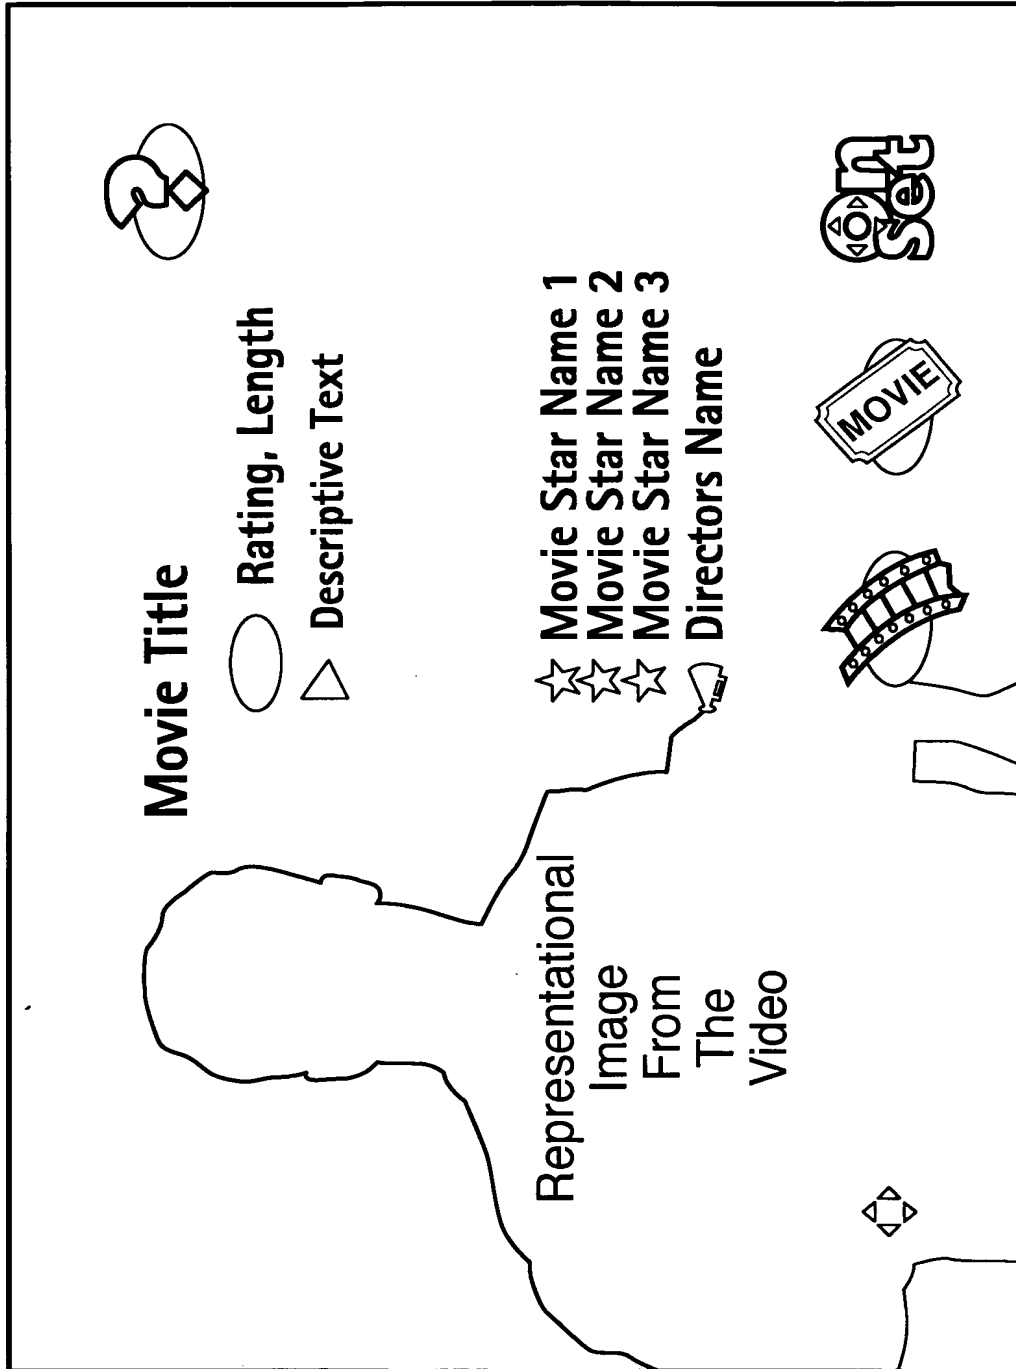 Movie Title
?
Rating, Length
Descriptive Text
Movie Star Name 1
Movie Star Name 2
Movie Star Name 3
Directors Name
Representational
Image
From
The
Video
MOVIE
on
set